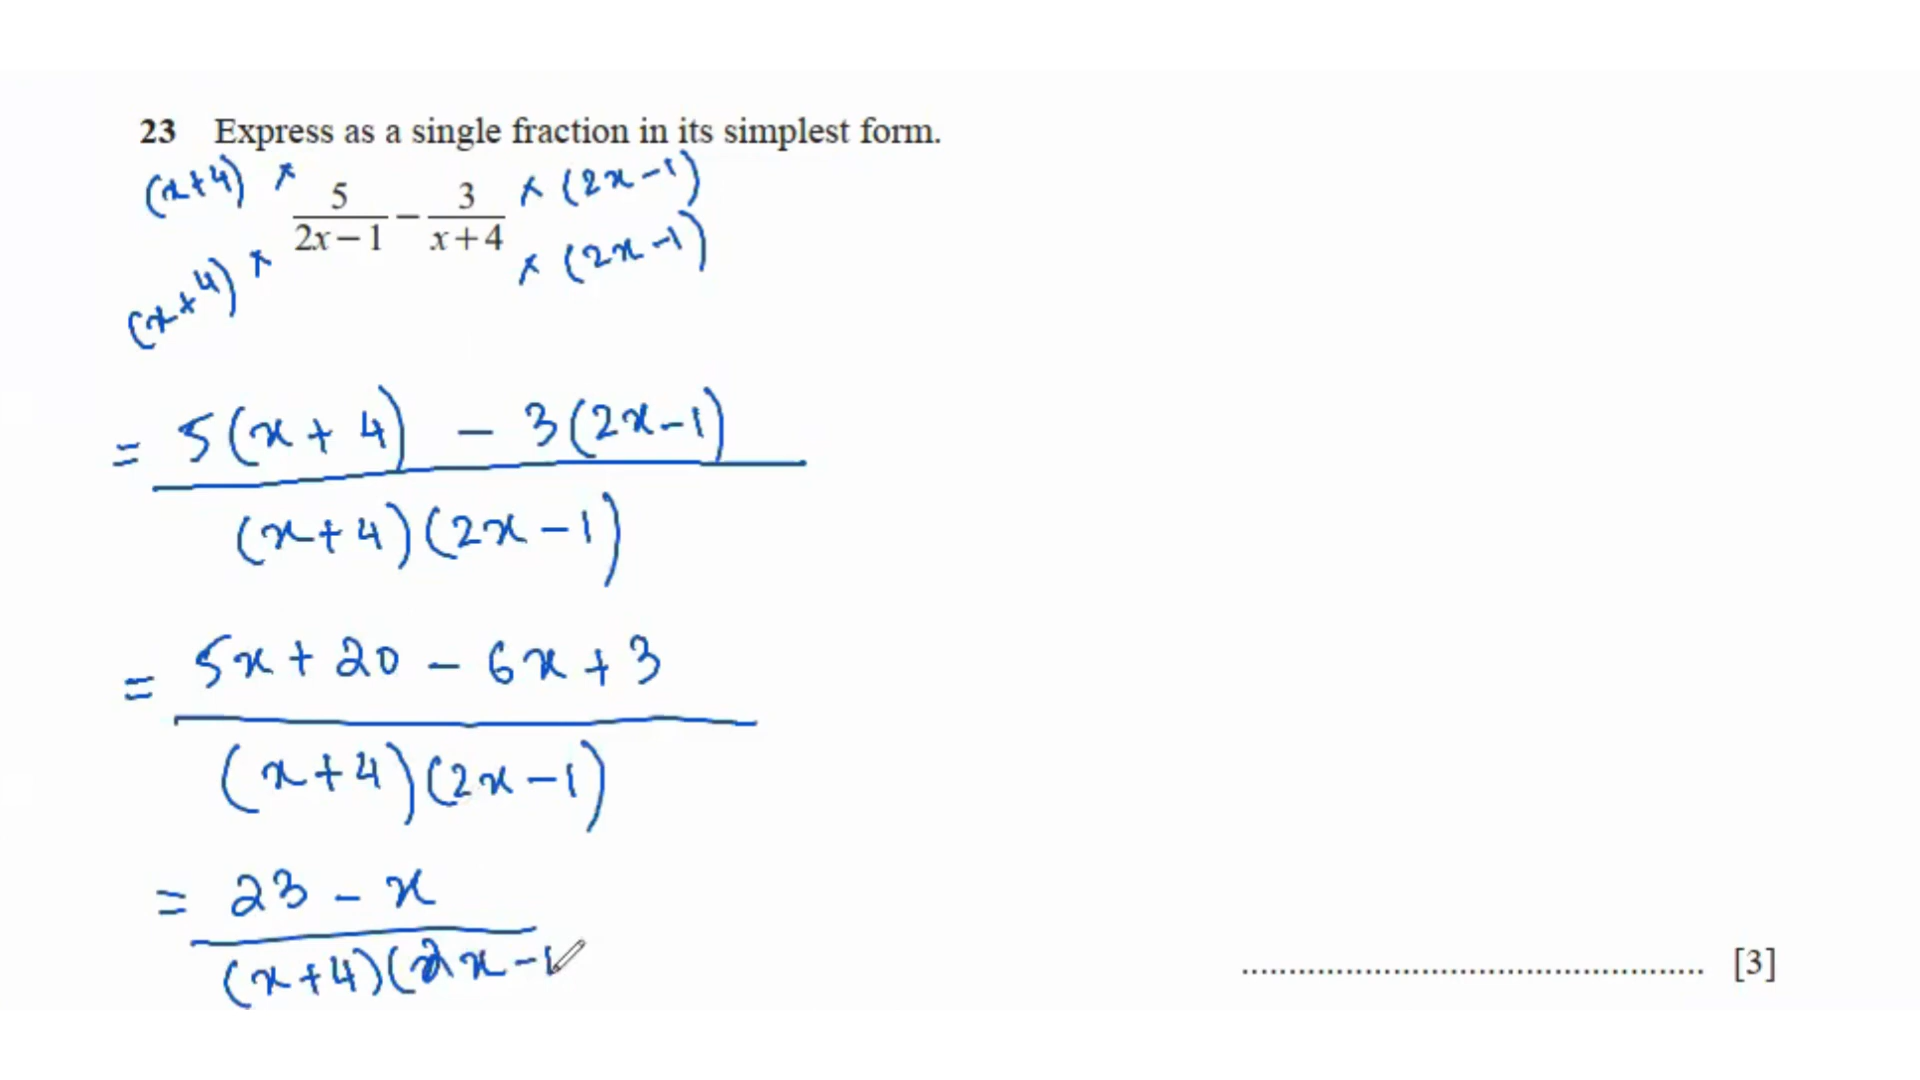 23 Express as a single fraction in its simplest form.
(x+4) × 5/(2x−1) − 3/(x+4) × (2x−1)
(x+4) × × (2x−1)
= 5(x+4) − 3(2x−1)
(x+4)(2x−1)
= 5x+20 − 6x+3
(x+4)(2x−1)
= 23 − x
(x+4)(2x−1
.................................................. [3]